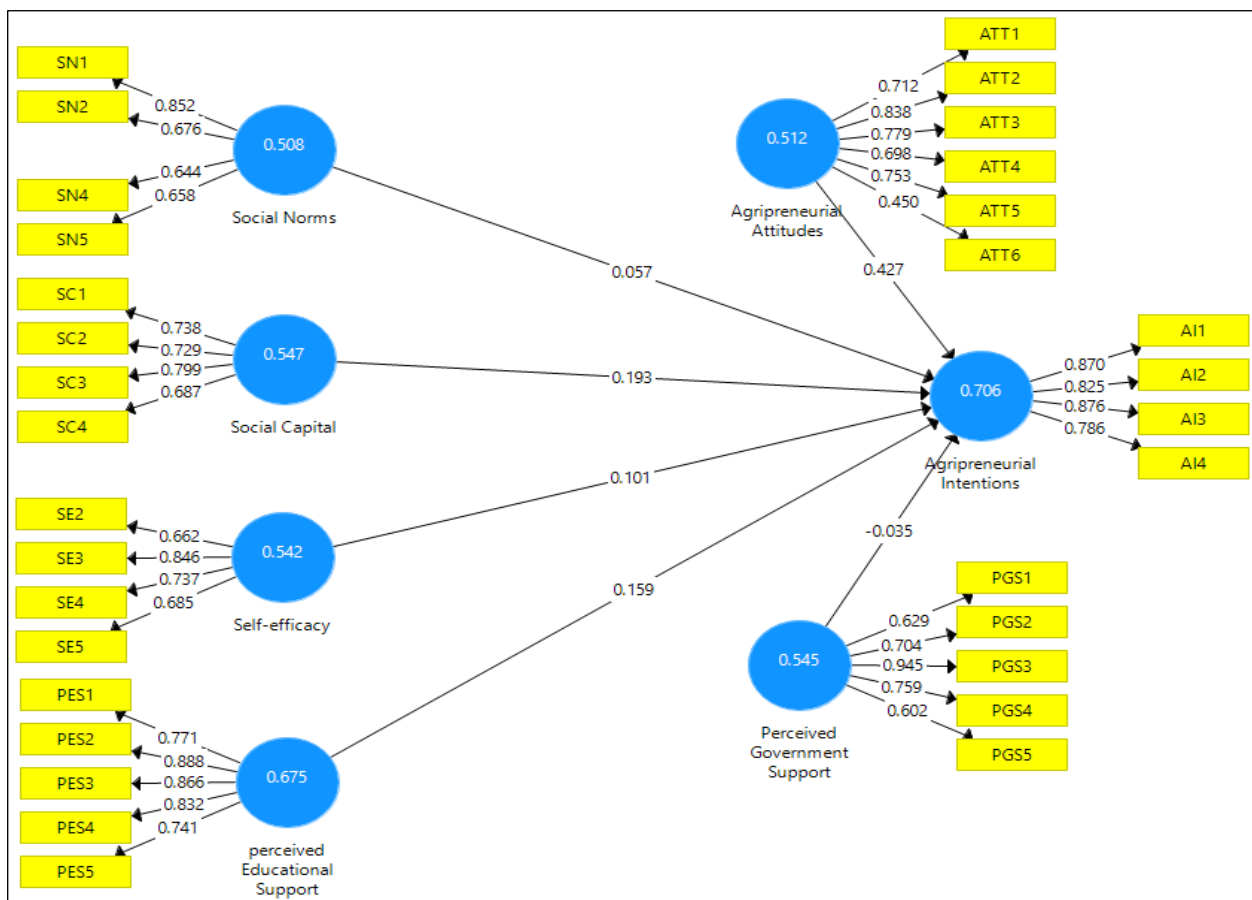 SN1
SN2
SN4
SN5
0.852
0.676
0.644
0.658
0.508
Social Norms
0.057
SC1
SC2
SC3
SC4
0.738
0.729
0.799
0.687
0.547
Social Capital
0.193
SE2
SE3
SE4
SE5
0.662
0.846
0.737
0.685
0.542
Self-efficacy
0.101
PES1
PES2
PES3
PES4
PES5
0.771
0.888
0.866
0.832
0.741
0.675
perceived
Educational
Support
0.159
0.512
Agripreneurial
Attitudes
0.712
0.838
0.779
0.698
0.753
0.450
ATT1
ATT2
ATT3
ATT4
ATT5
ATT6
0.427
0.706
Agripreneurial
Intentions
0.870
0.825
0.876
0.786
AI1
AI2
AI3
AI4
-0.035
0.545
Perceived
Government
Support
0.629
0.704
0.945
0.759
0.602
PGS1
PGS2
PGS3
PGS4
PGS5